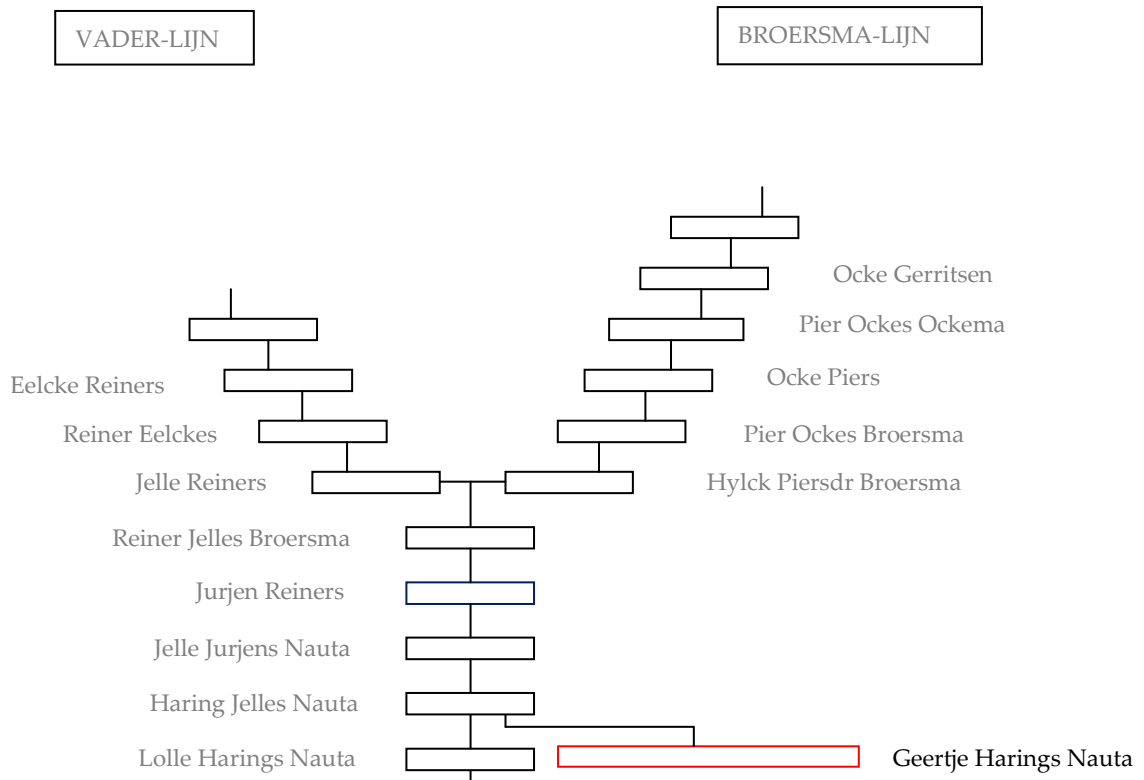 VADER-LIJN
BROERSMA-LIJN
Ocke Gerritsen
Pier Ockes Ockema
Eelcke Reiners
Ocke Piers
Reiner Eelckes
Pier Ockes Broersma
Jelle Reiners
Hylck Piersdr Broersma
Reiner Jelles Broersma
Jurjen Reiners
Jelle Jurjens Nauta
Haring Jelles Nauta
Lolle Harings Nauta
Geertje Harings Nauta